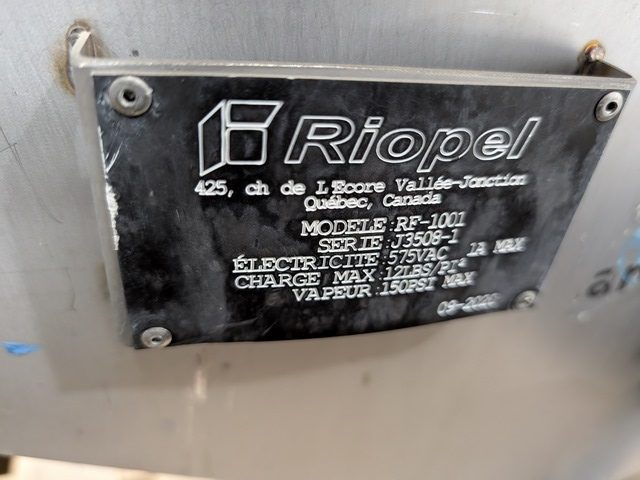 Riopel
425, ch de L'Ecore Vallée-Jonction
Québec, Canada
MODELE:RF-1001
SERIE:J3508-1
ÉLECTRICITE:575VAC 1A MAX
CHARGE MAX:12LBS/PI²
VAPEUR:150PSI MAX